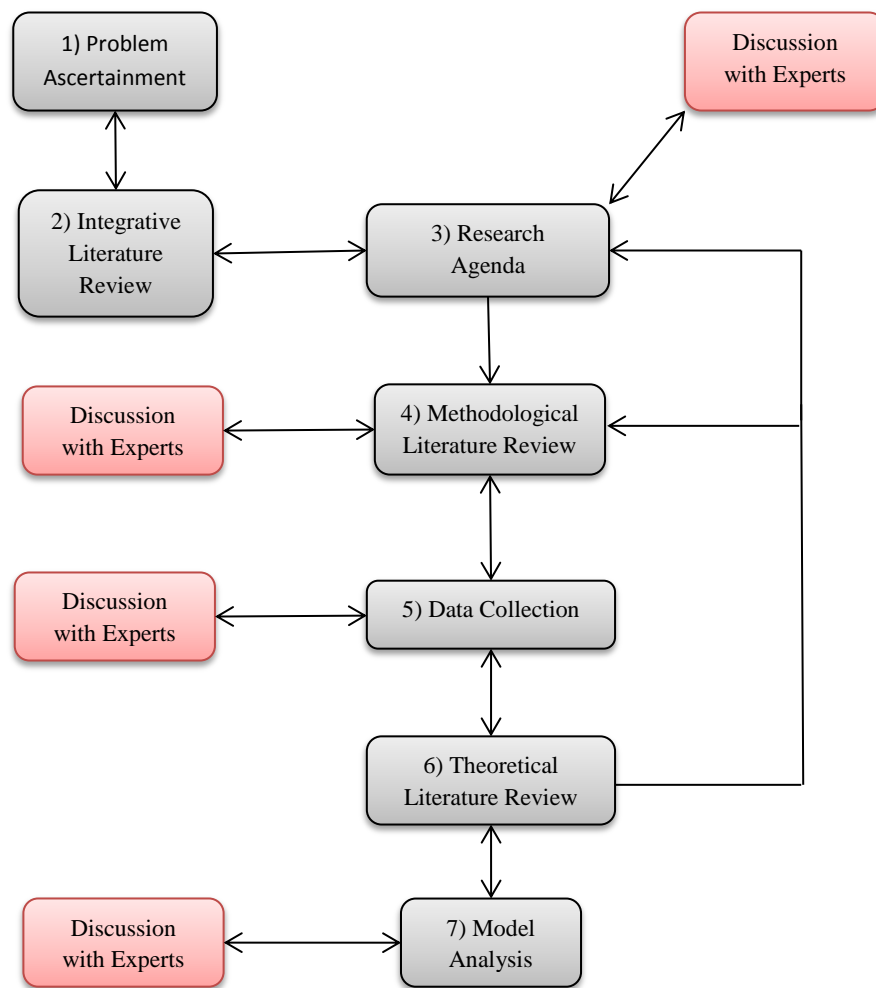 1) Problem
Ascertainment
Discussion
with Experts
2) Integrative
Literature
Review
3) Research
Agenda
Discussion
with Experts
4) Methodological
Literature Review
Discussion
with Experts
5) Data Collection
6) Theoretical
Literature Review
Discussion
with Experts
7) Model
Analysis